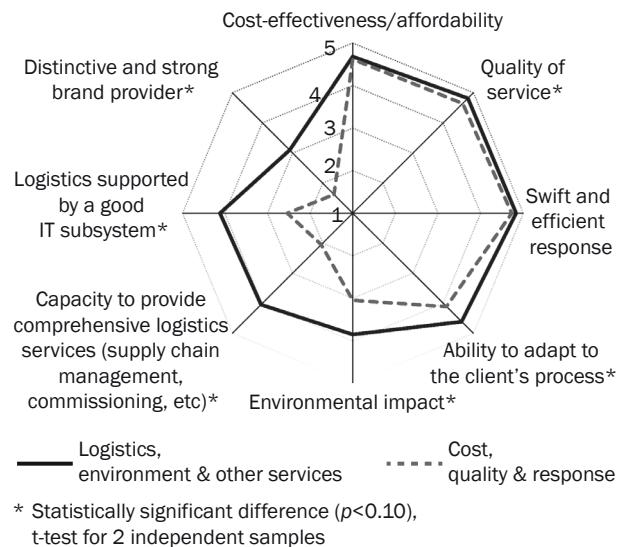 Cost-effectiveness/affordability
Distinctive and strong
brand provider*
Quality of
service*
5
4
3
2
1
Logistics supported
by a good
IT subsystem*
Swift and
efficient
response
Capacity to provide
comprehensive logistics
services (supply chain
management,
commissioning, etc)*
Ability to adapt to
the client's process*
Environmental impact*
Logistics,
environment & other services
Cost,
quality & response
* Statistically significant difference (p<0.10),
t-test for 2 independent samples